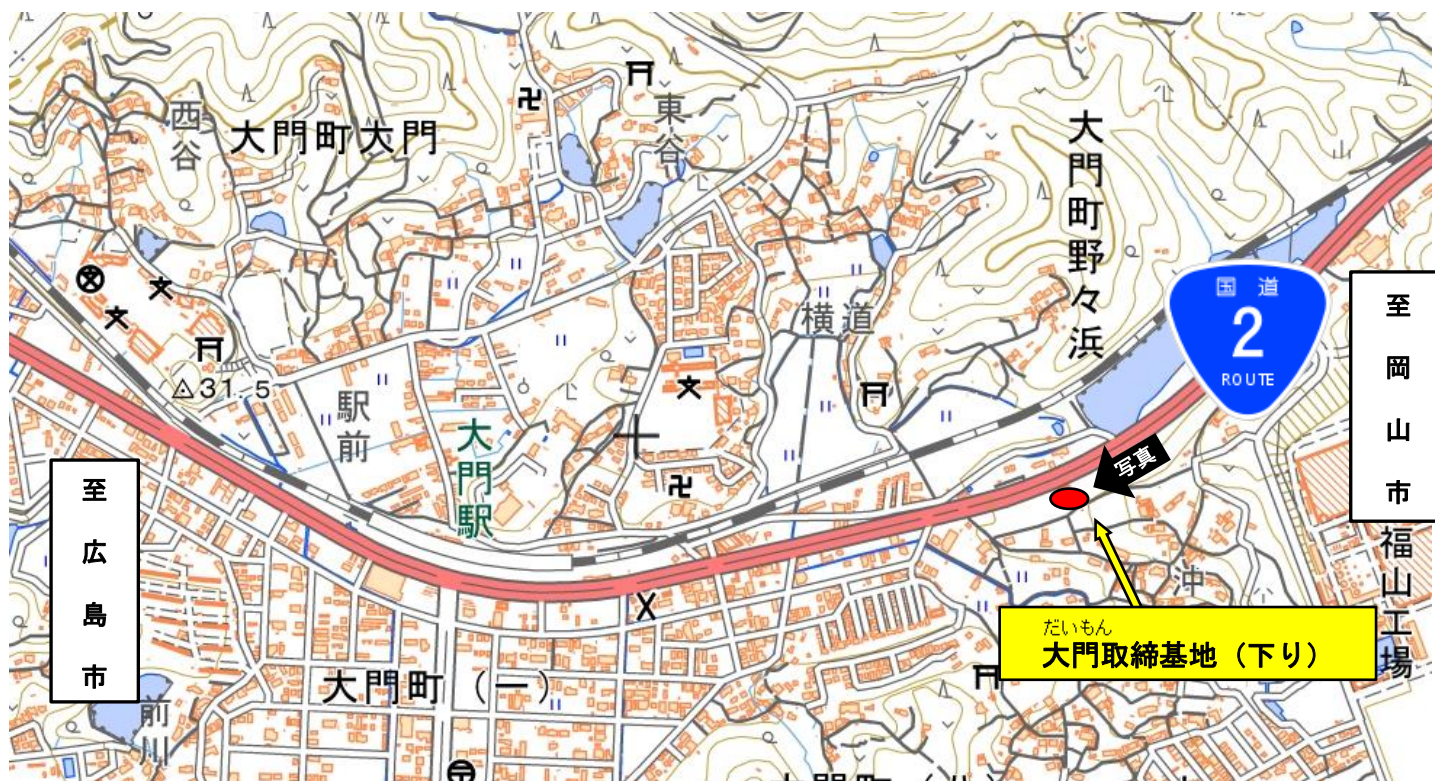 西谷
大門町大門
東谷
大門町野々浜
国道
2
ROUTE
至岡山市
横道
31.5
駅前
大門駅
写真
至広島市
福山工場
沖
だいもん
大門取締基地（下り）
大門町（一）
前川